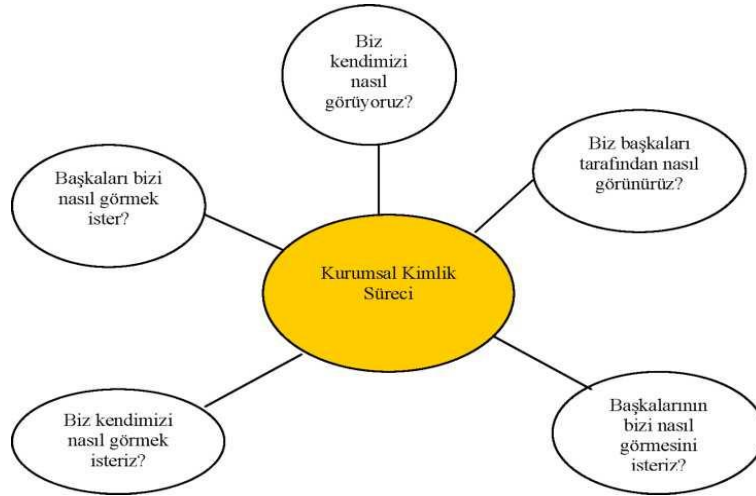 Biz
kendimizi
nasıl
görüyoruz?
Biz başkaları
tarafından nasıl
görünürüz?
Başkaları bizi
nasıl görmek
ister?
Kurumsal Kimlik
Süreci
Biz kendimizi
nasıl görmek
isteriz?
Başkalarının
bizi nasıl
görmesini
isteriz?